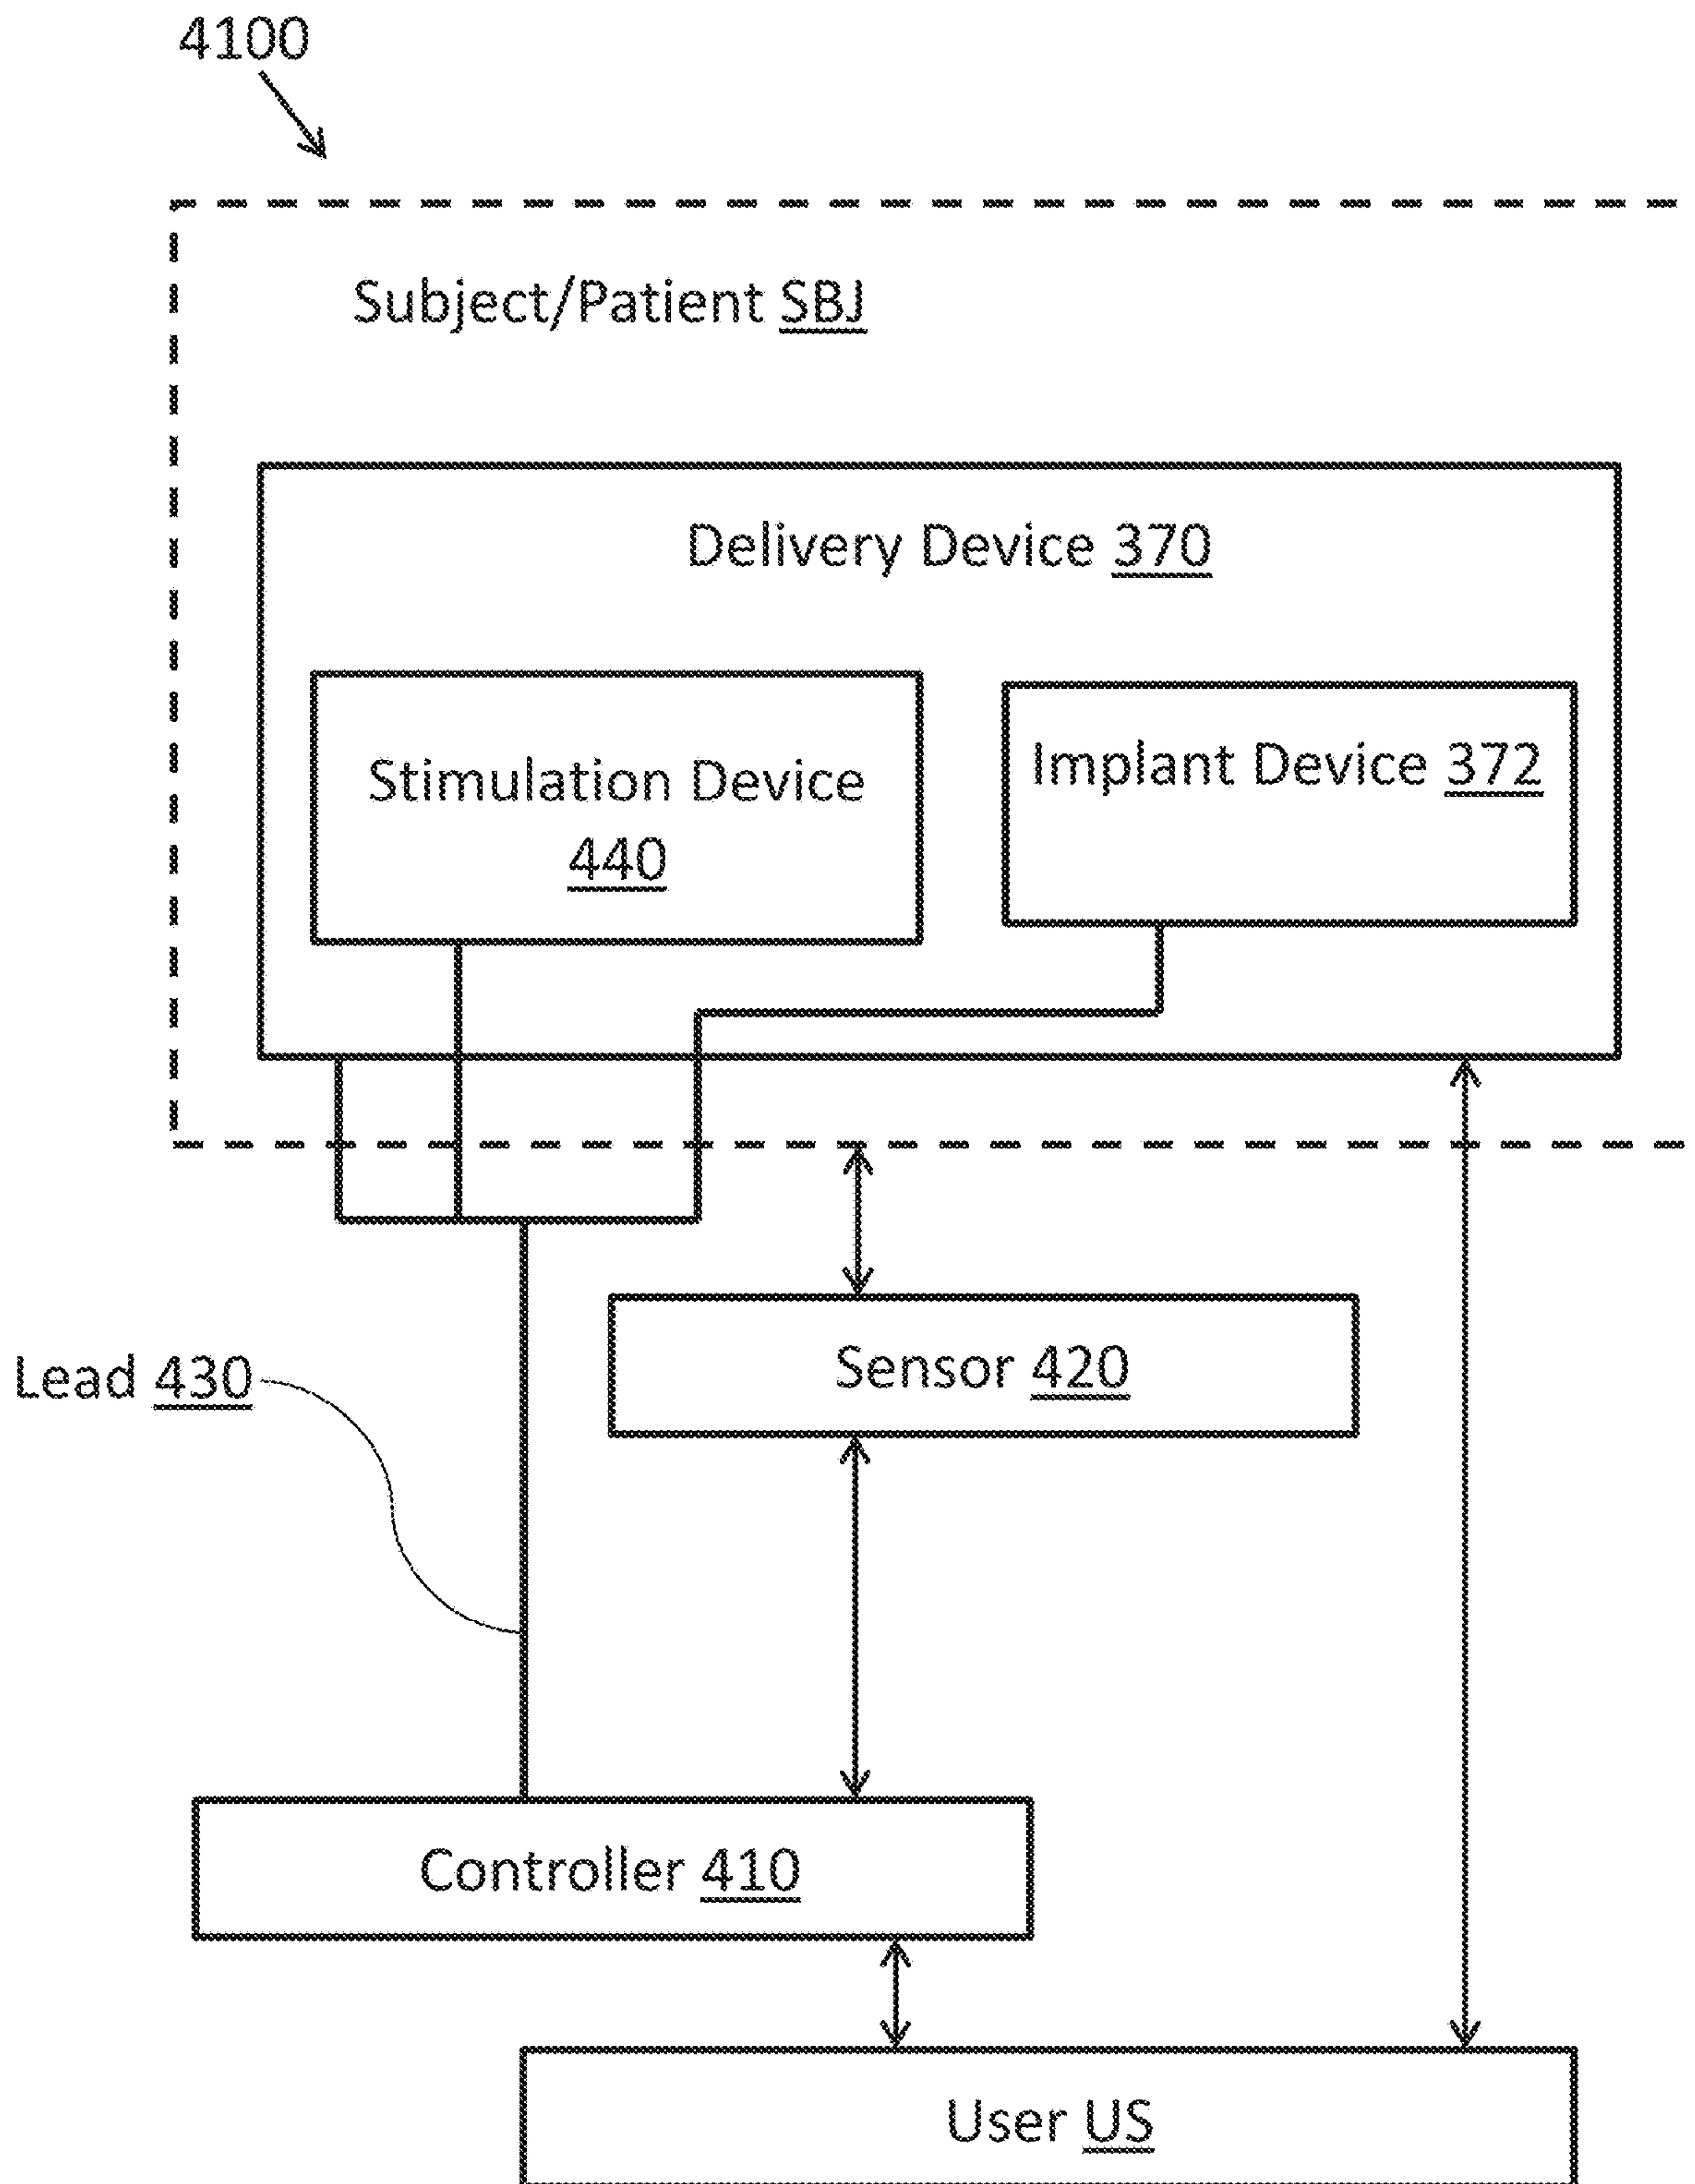 4100
Subject/Patient SBJ
Delivery Device 370
Stimulation Device
440
Implant Device 372
Lead 430
Sensor 420
Controller 410
User US